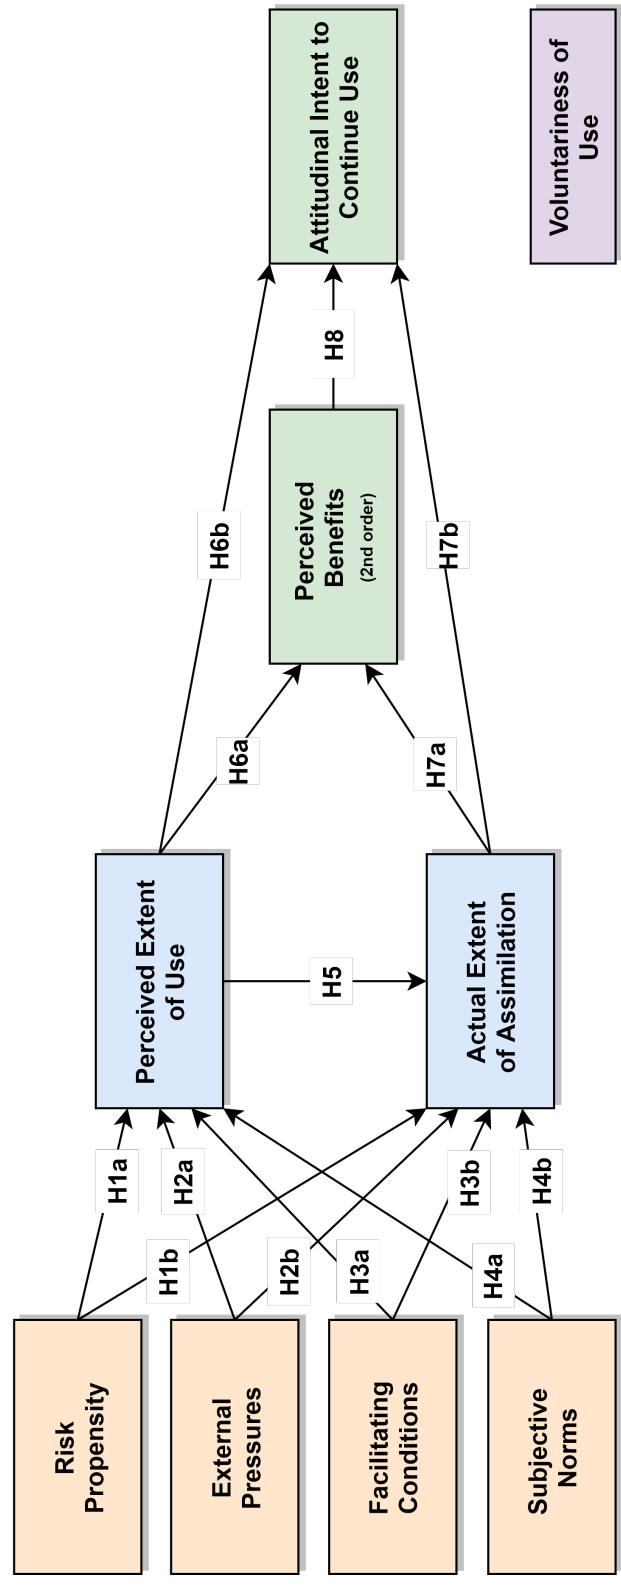 Risk
Propensity
External
Pressures
Facilitating
Conditions
Subjective
Norms
H1a
H1b
H2a
H2b
H3a
H3b
H4a
H4b
Perceived Extent
of Use
H5
Actual Extent
of Assimilation
H6a
H6b
H7a
H7b
Perceived
Benefits
(2nd order)
H8
Attitudinal Intent to
Continue Use
Voluntariness of
Use